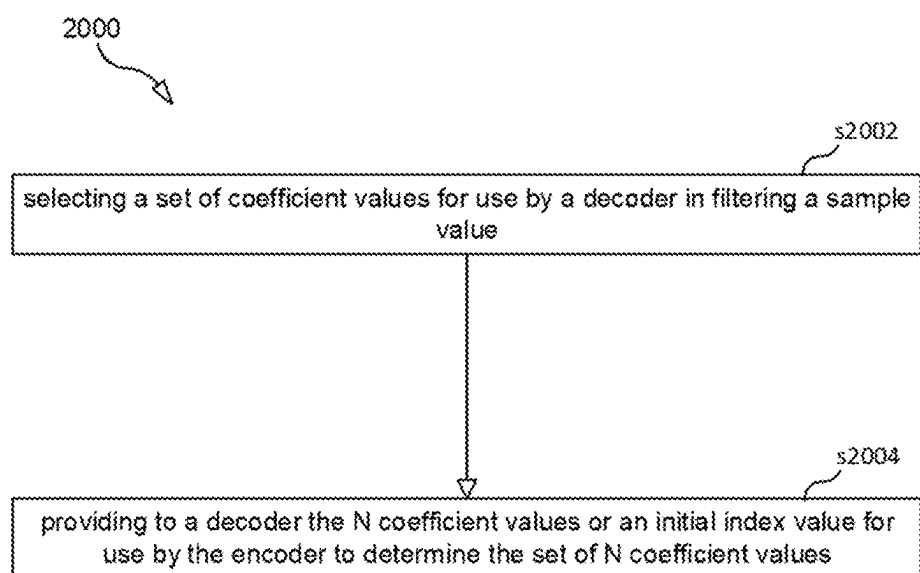 2000
s2002
selecting a set of coefficient values for use by a decoder in filtering a sample
value
s2004
providing to a decoder the N coefficient values or an initial index value for
use by the encoder to determine the set of N coefficient values